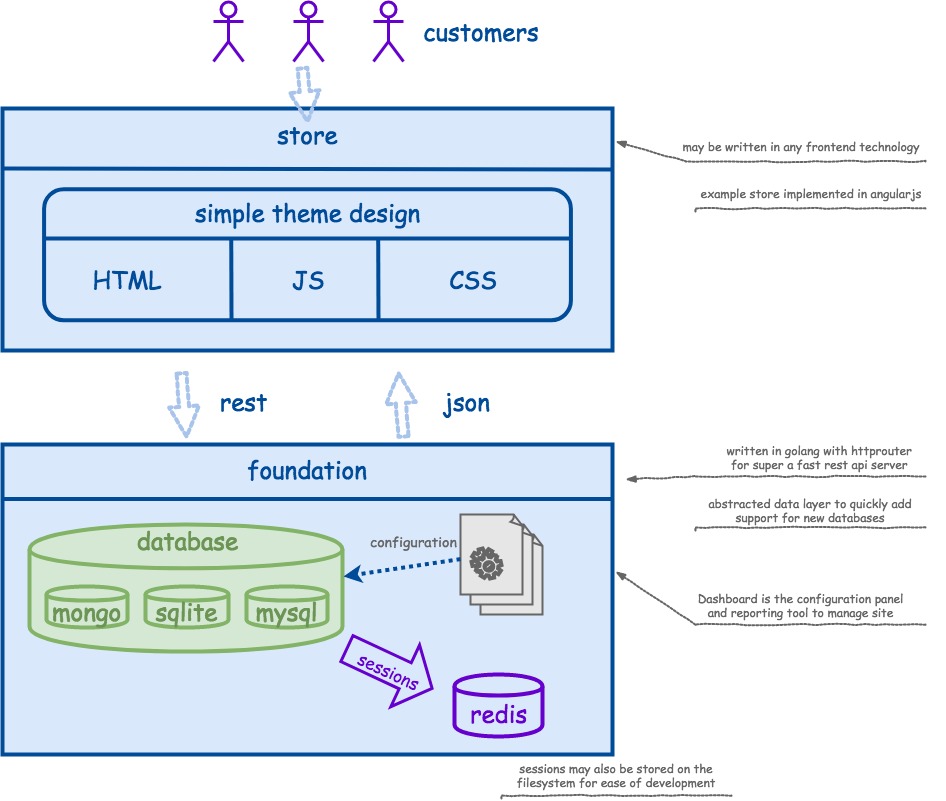 customers
store
may be written in any frontend technology
example store implemented in angularjs
simple theme design
HTML
JS
CSS
rest
json
foundation
written in golang with httprouter
for super a fast rest api server
abstracted data layer to quickly add
support for new databases
database
configuration
mongo
sqlite
mysql
Dashboard is the configuration panel
and reporting tool to manage site
sessions
redis
sessions may also be stored on the
filesystem for ease of development